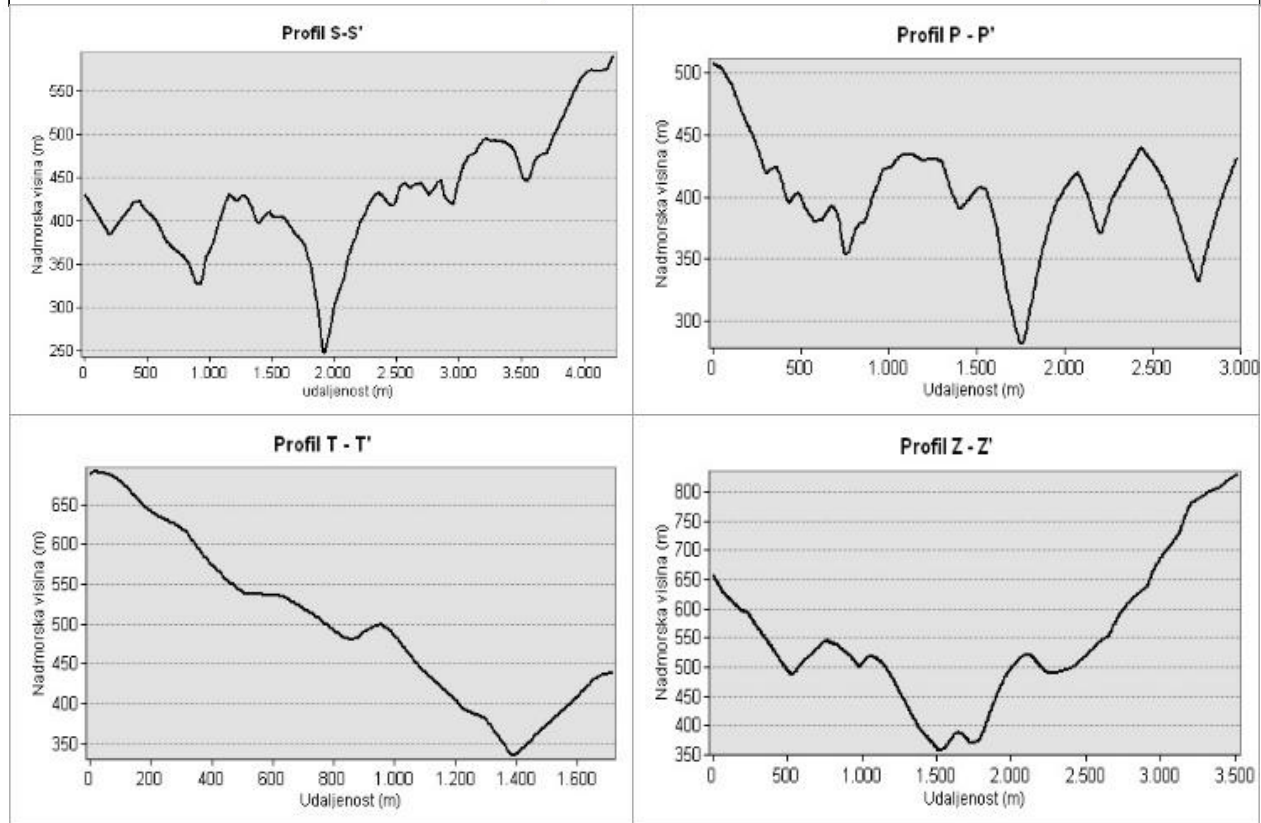 Profil S-S'
Nadmorska visina (m)
550
500
450
400
350
300
250
0 500 1.000 1.500 2.000 2.500 3.000 3.500 4.000
udaljenost (m)
Profil P - P'
Nadmorska visina (m)
500
450
400
350
300
0 500 1.000 1.500 2.000 2.500 3.000
Udaljenost (m)
Profil T - T'
Nadmorska visina (m)
650
600
550
500
450
400
350
0 200 400 600 800 1.000 1.200 1.400 1.600
Udaljenost (m)
Profil Z - Z'
Nadmorska visina (m)
800
750
700
650
600
550
500
450
400
350
0 500 1.000 1.500 2.000 2.500 3.000 3.500
Udaljenost (m)